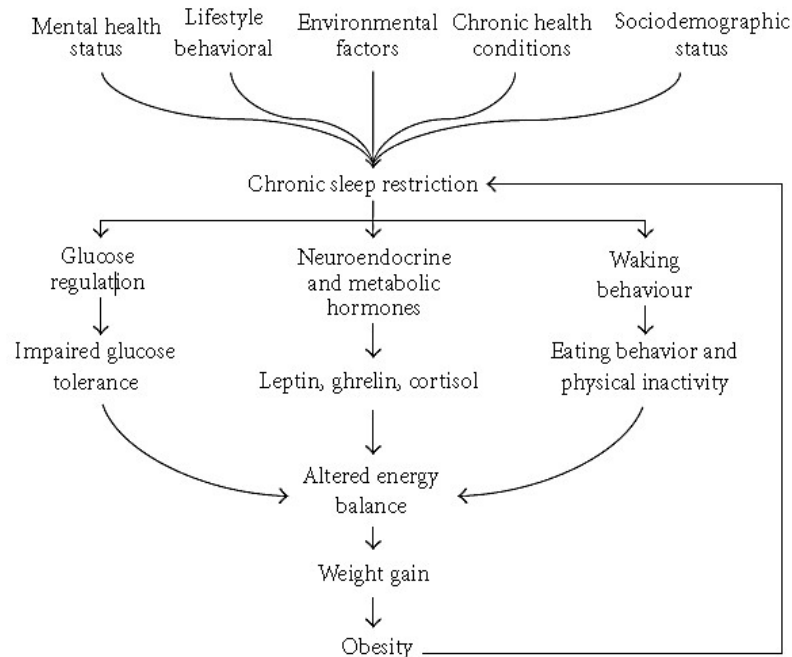 Mental health
status
Lifestyle
behavioral
Environmental
factors
Chronic health
conditions
Sociodemographic
status
Chronic sleep restriction
Glucose
regulation
Neuroendocrine
and metabolic
hormones
Waking
behaviour
Impaired glucose
tolerance
Leptin, ghrelin, cortisol
Eating behavior and
physical inactivity
Altered energy
balance
Weight gain
Obesity